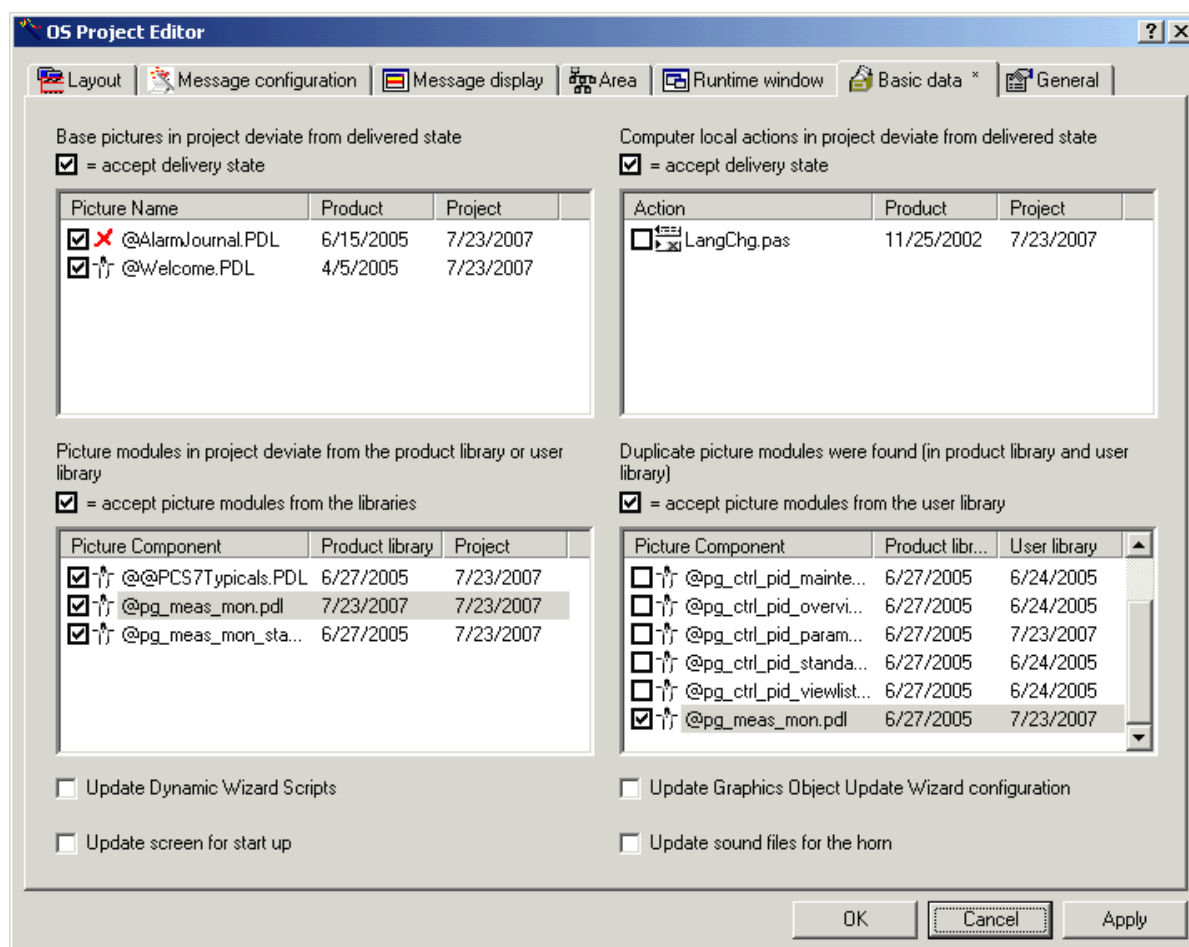 OS Project Editor
Layout Message configuration Message display Area Runtime window Basic data * General
Base pictures in project deviate from delivered state
= accept delivery state
Picture Name Product Project
@AlarmJournal.PDL 6/15/2005 7/23/2007
@Welcome.PDL 4/5/2005 7/23/2007
Computer local actions in project deviate from delivered state
= accept delivery state
Action Product Project
LangChg.pas 11/25/2002 7/23/2007
Picture modules in project deviate from the product library or user
library
= accept picture modules from the libraries
Picture Component Product library Project
@@PCS7Typicals.PDL 6/27/2005 7/23/2007
@pg_meas_mon.pdl 7/23/2007 7/23/2007
@pg_meas_mon_sta... 6/27/2005 7/23/2007
Duplicate picture modules were found (in product library and user
library)
= accept picture modules from the user library
Picture Component Product libr... User library
@pg_ctrl_pid_mainte... 6/27/2005 6/24/2005
@pg_ctrl_pid_overvi... 6/27/2005 6/24/2005
@pg_ctrl_pid_param... 6/27/2005 7/23/2007
@pg_ctrl_pid_standa... 6/27/2005 6/24/2005
@pg_ctrl_pid_viewlist... 6/27/2005 6/24/2005
@pg_meas_mon.pdl 6/27/2005 7/23/2007
Update Dynamic Wizard Scripts
Update Graphics Object Update Wizard configuration
Update screen for start up
Update sound files for the horn
OK Cancel Apply